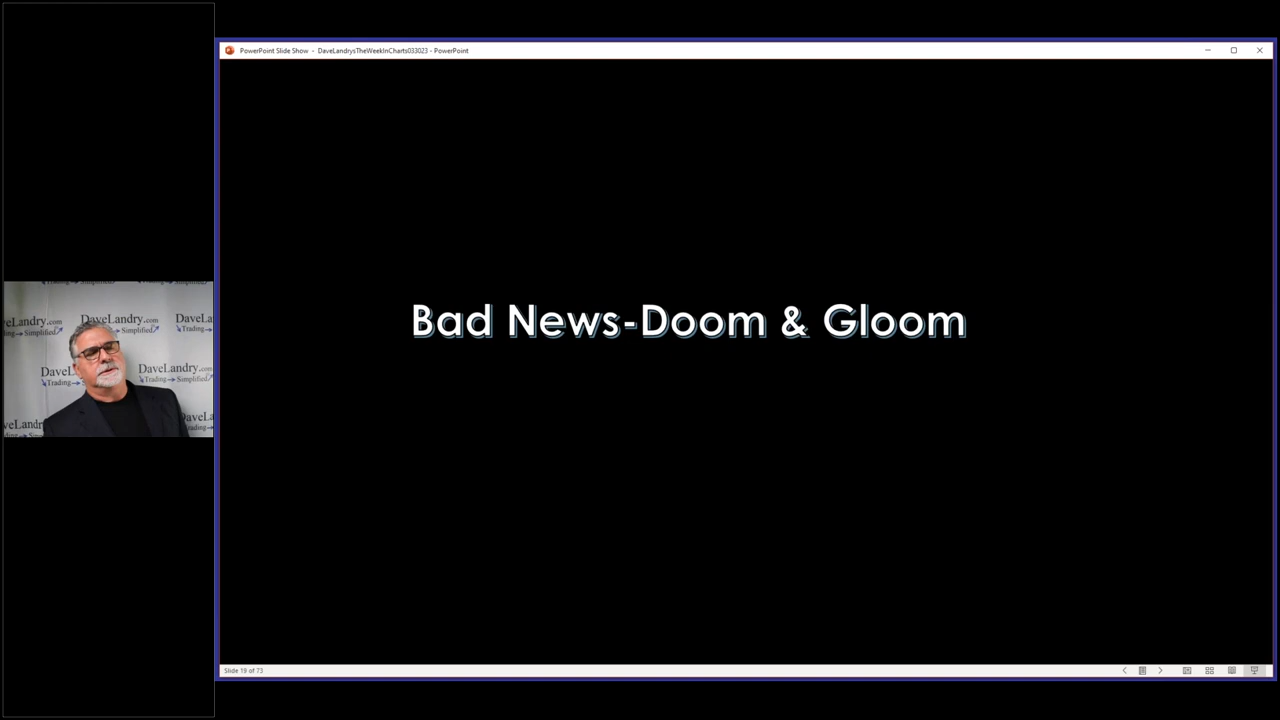 PowerPoint Slide Show - DaveLandrysTheWeekInCharts033023 - PowerPoint
Bad News-Doom & Gloom
DaveLandry.com
Trading Simplified
DaveLandry.com
Trading Simplified
Slide 19 of 73